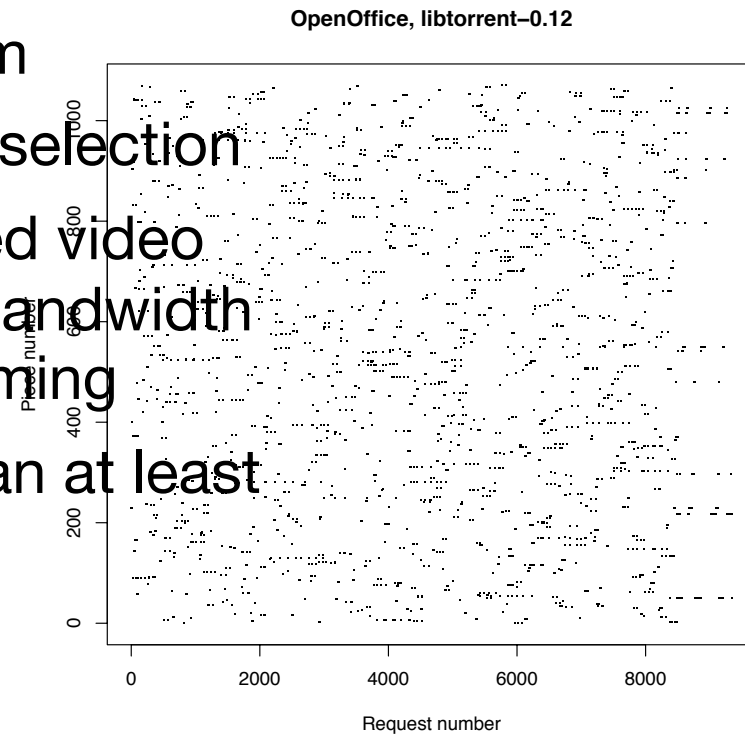 OpenOffice, libtorrent−0.12
m
selection
ed video
andwidth
ming
an at least
Piece number
1000
800
600
400
200
0
0 2000 4000 6000 8000
Request number